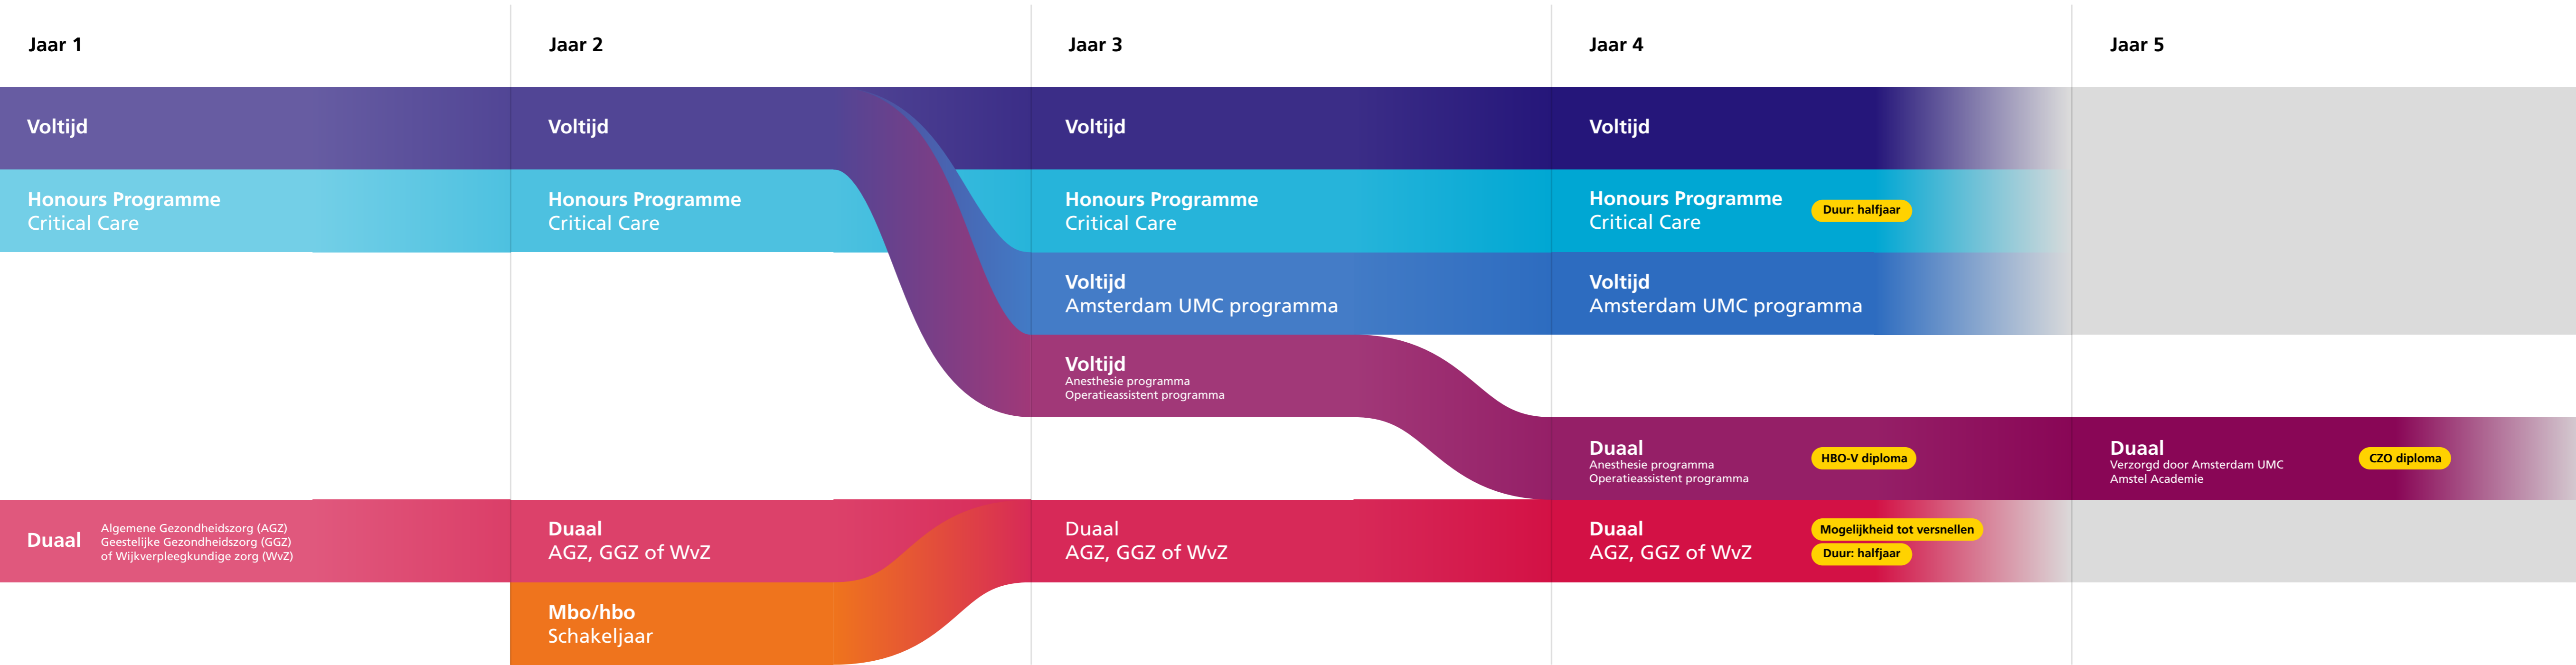 Jaar 1
Jaar 2
Jaar 3
Jaar 4
Jaar 5
Voltijd
Voltijd
Voltijd
Voltijd
Honours Programme
Critical Care
Honours Programme
Critical Care
Honours Programme
Critical Care
Honours Programme
Critical Care
Duur: halfjaar
Voltijd
Amsterdam UMC programma
Voltijd
Amsterdam UMC programma
Voltijd
Anesthesie programma
Operatieassistent programma
Duaal
Anesthesie programma
Operatieassistent programma
HBO-V diploma
Duaal
Verzorgd door Amsterdam UMC
Amstel Academie
CZO diploma
Duaal
Algemene Gezondheidszorg (AGZ)
Geestelijke Gezondheidszorg (GGZ)
of Wijkverpleegkundige zorg (WvZ)
Duaal
AGZ, GGZ of WvZ
Duaal
AGZ, GGZ of WvZ
Duaal
AGZ, GGZ of WvZ
Mogelijkheid tot versnellen
Duur: halfjaar
Mbo/hbo
Schakeljaar